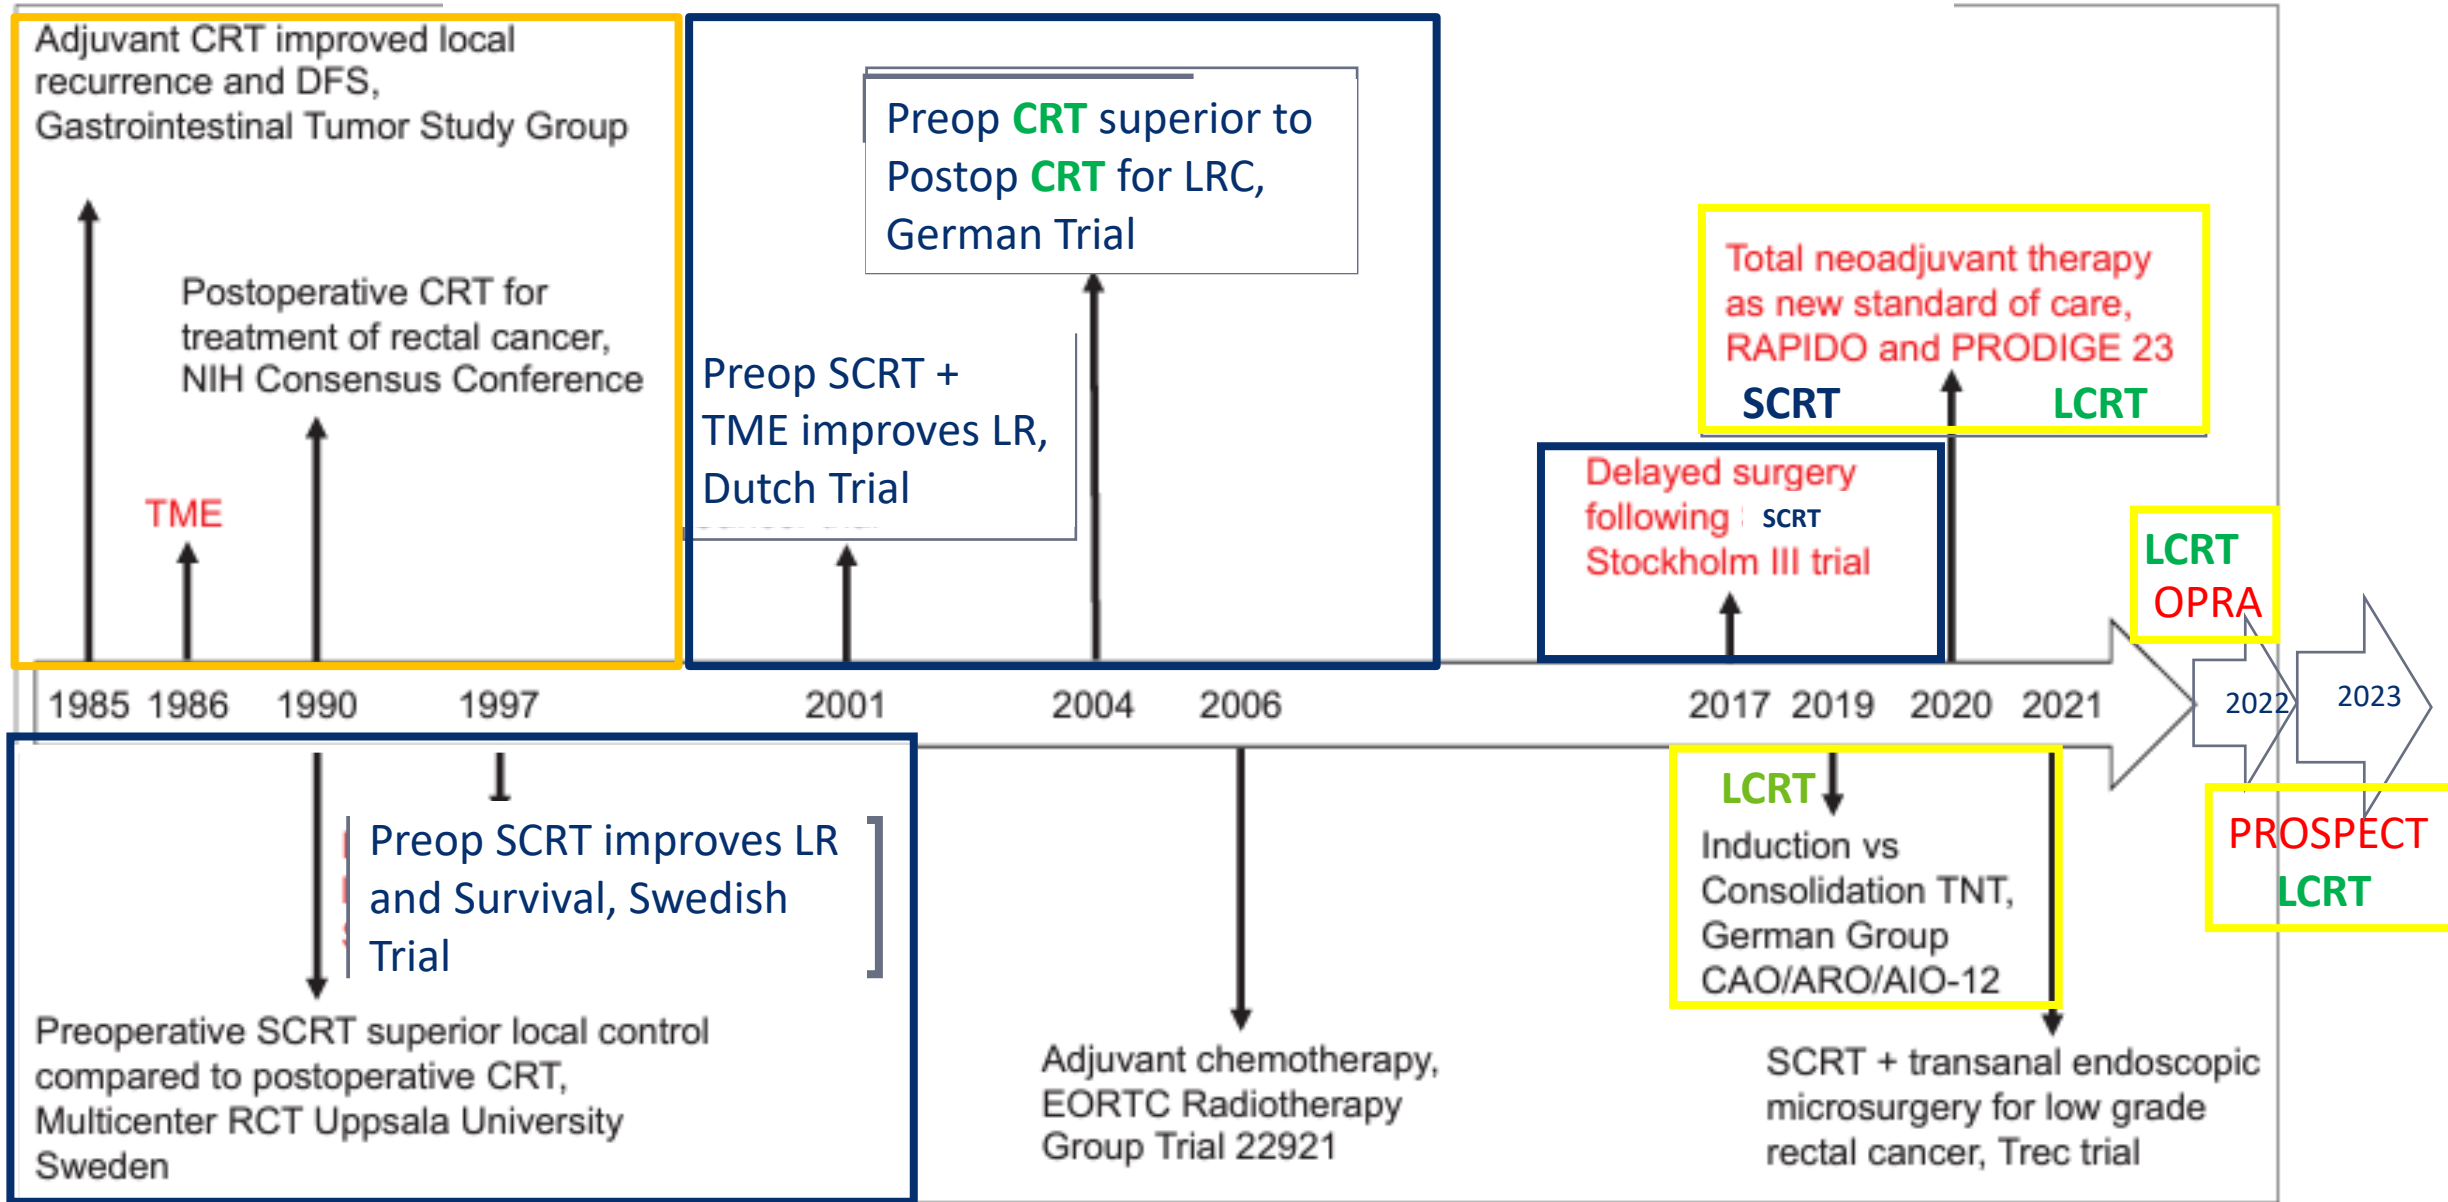 Adjuvant CRT improved local
recurrence and DFS,
Gastrointestinal Tumor Study Group
Postoperative CRT for
treatment of rectal cancer,
NIH Consensus Conference
TME
Preop CRT superior to
Postop CRT for LRC,
German Trial
Preop SCRT +
TME improves LR,
Dutch Trial
Total neoadjuvant therapy
as new standard of care,
RAPIDO and PRODIGE 23
SCRT LCRT
Delayed surgery
following SCRT
Stockholm III trial
LCRT
OPRA
1985 1986 1990 1997 2001 2004 2006 2017 2019 2020 2021 2022 2023
Preop SCRT improves LR
and Survival, Swedish
Trial
Preoperative SCRT superior local control
compared to postoperative CRT,
Multicenter RCT Uppsala University
Sweden
Adjuvant chemotherapy,
EORTC Radiotherapy
Group Trial 22921
LCRT
Induction vs
Consolidation TNT,
German Group
CAO/ARO/AIO-12
SCRT + transanal endoscopic
microsurgery for low grade
rectal cancer, Trec trial
PROSPECT
LCRT